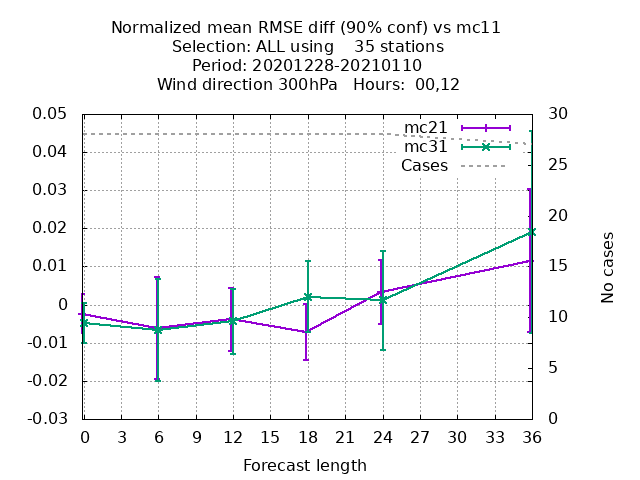 Normalized mean RMSE diff (90% conf) vs mc11
Selection: ALL using    35 stations
Period: 20201228-20210110
Wind direction 300hPa   Hours:  00,12
mc21
mc31
Cases
0.05
0.04
0.03
0.02
0.01
0
-0.01
-0.02
-0.03
30
25
20
15
10
5
0
No cases
0 3 6 9 12 15 18 21 24 27 30 33 36
Forecast length